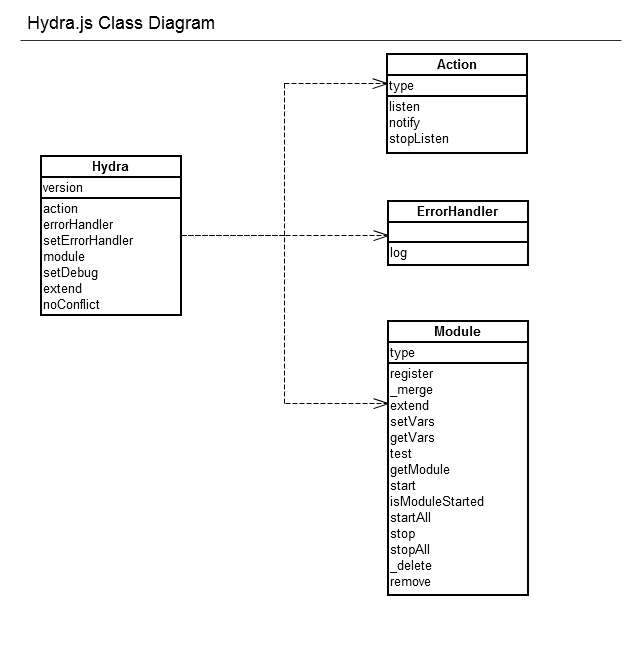 Hydra.js Class Diagram
Action
type
listen
notify
stopListen
Hydra
version
action
errorHandler
setErrorHandler
module
setDebug
extend
noConflict
ErrorHandler
log
Module
type
register
_merge
extend
setVars
getVars
test
getModule
start
isModuleStarted
startAll
stop
stopAll
_delete
remove